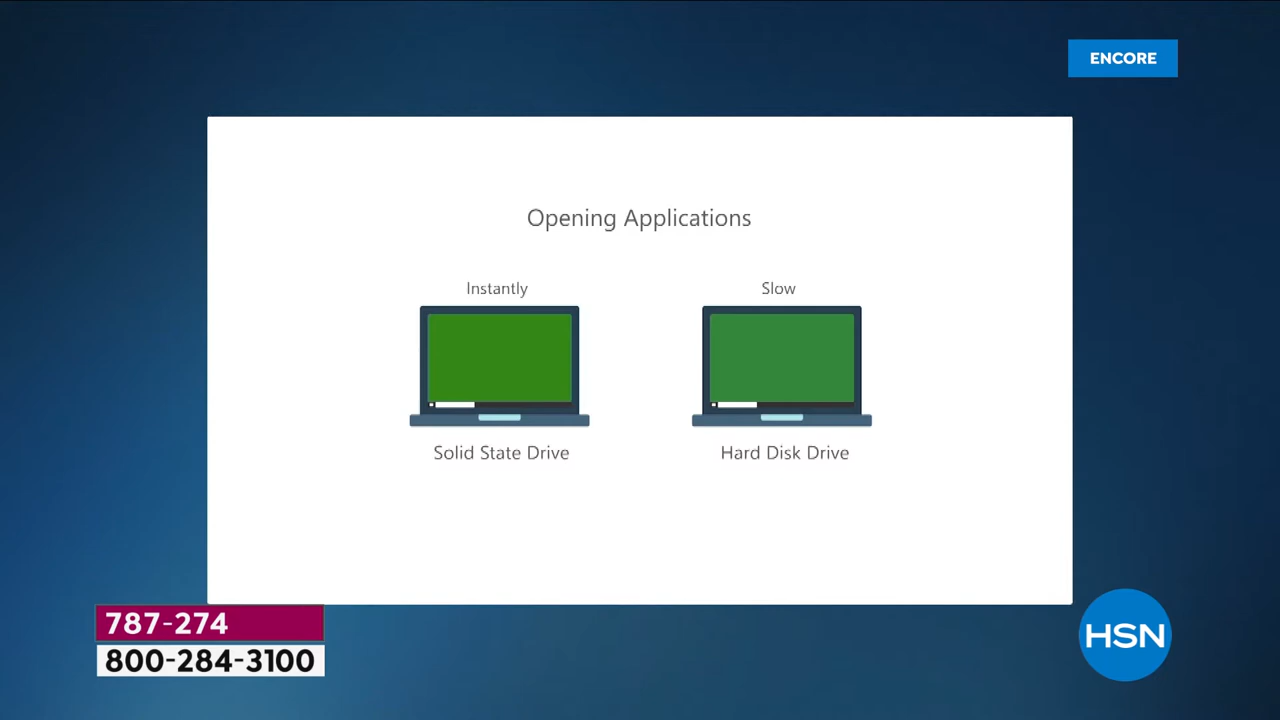 ENCORE
Opening Applications
Instantly
Slow
Solid State Drive
Hard Disk Drive
787-274
800-284-3100
HSN